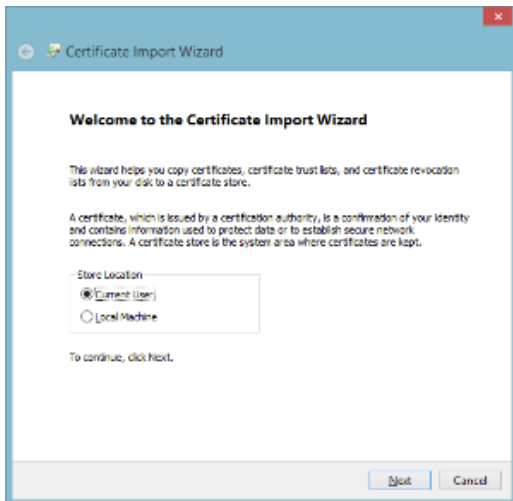 Certificate Import Wizard
Welcome to the Certificate Import Wizard
This wizard helps you copy certificates, certificate trust lists, and certificate revocation
lists from your disk to a certificate store.
A certificate, which is issued by a certification authority, is a confirmation of your identity
and contains information used to protect data or to establish secure network
connections. A certificate store is the system area where certificates are kept.
Store Location
Current User
Local Machine
To continue, click Next.
Next Cancel